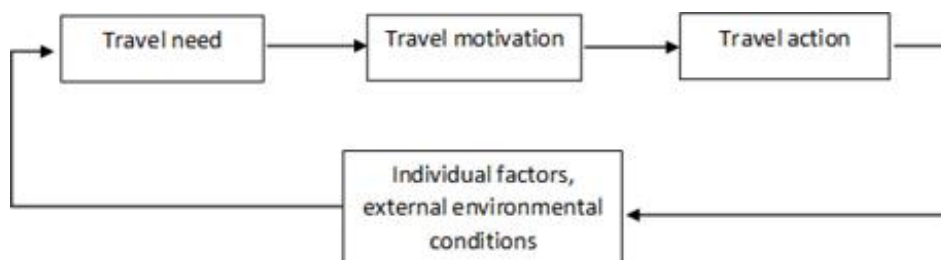 Travel need
Travel motivation
Travel action
Individual factors,
external environmental
conditions